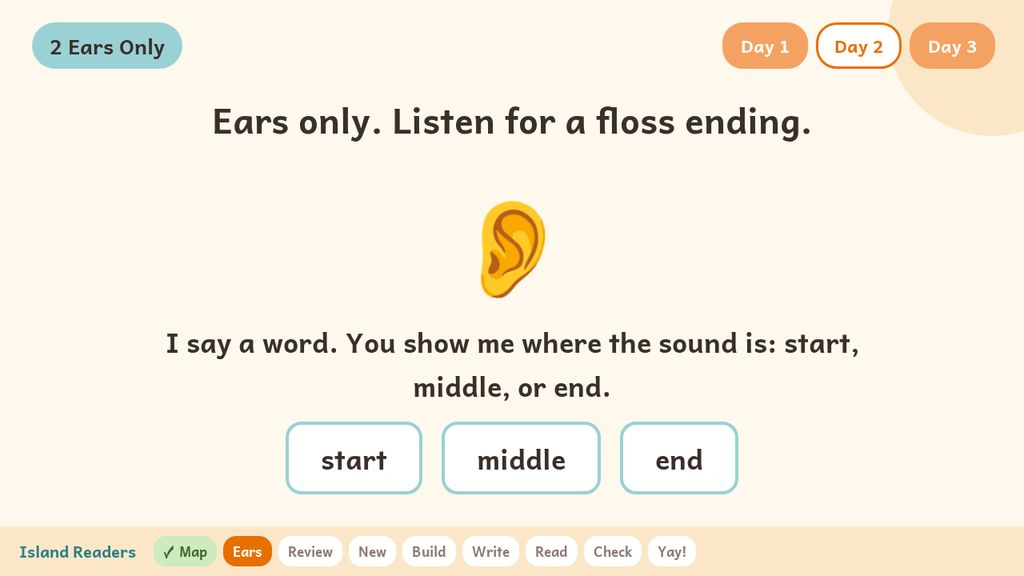 2 Ears Only
Day 1
Day 2
Day 3
Ears only. Listen for a floss ending.
I say a word. You show me where the sound is: start,
middle, or end.
start
middle
end
Island Readers
✓ Map
Ears
Review
New
Build
Write
Read
Check
Yay!